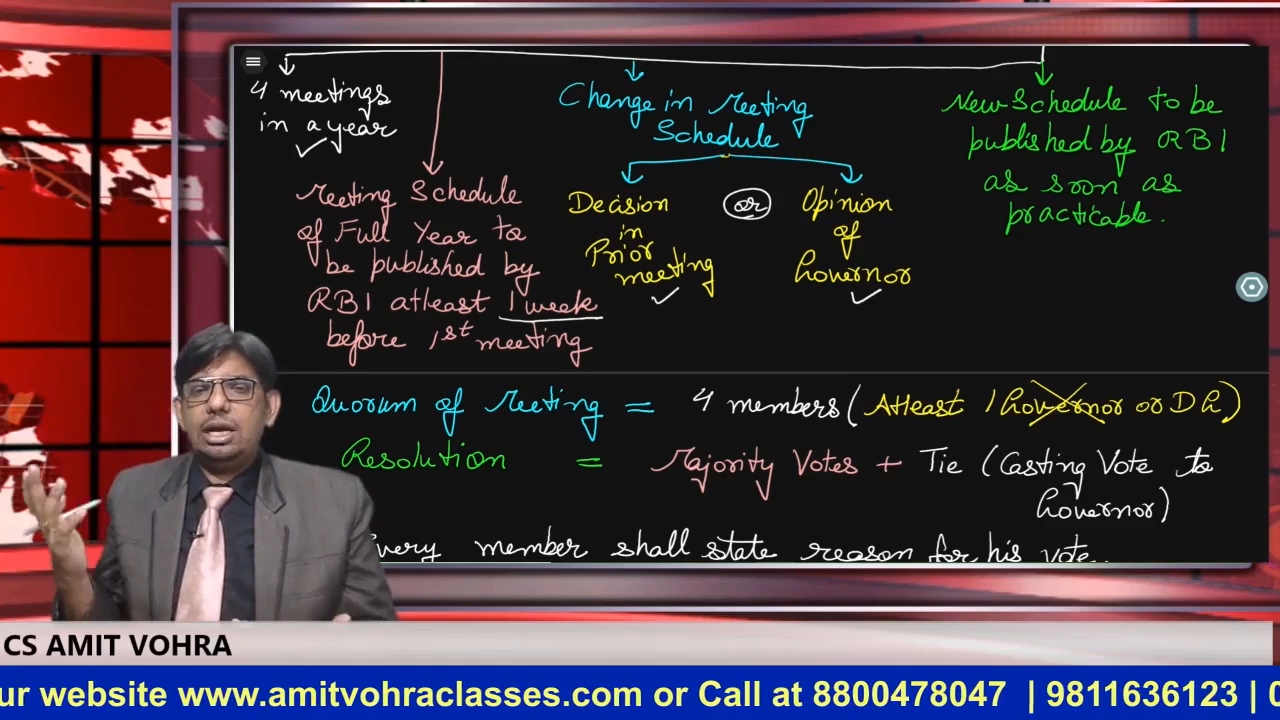 4 meetings
in a year
Meeting Schedule
of Full Year to
be published by
RBI atleast 1 week
before 1st meeting
Change in Meeting
Schedule
Decision
in
Prior
meeting
or
Opinion
of
Governor
New Schedule to be
published by RBI
as soon as
practicable.
Quorum of Meeting = 4 members (Atleast 1 Governor or DG)
Resolution = Majority Votes + Tie (Casting Vote to
Governor)
Every member shall state reason for his vote.
CS AMIT VOHRA
ur website www.amitvohraclasses.com or Call at 8800478047 | 9811636123 | 0